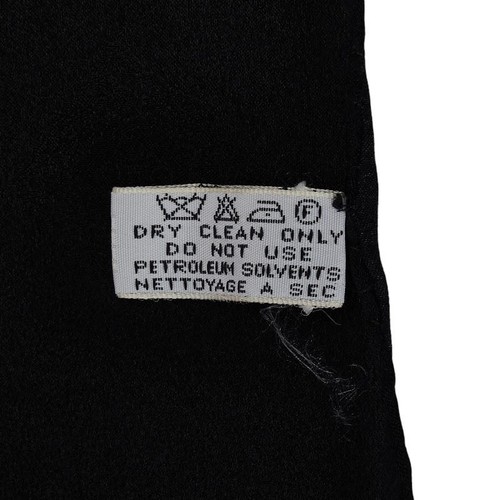 F
DRY CLEAN ONLY
DO NOT USE
PETROLEUM SOLVENTS
NETTOYAGE A SEC